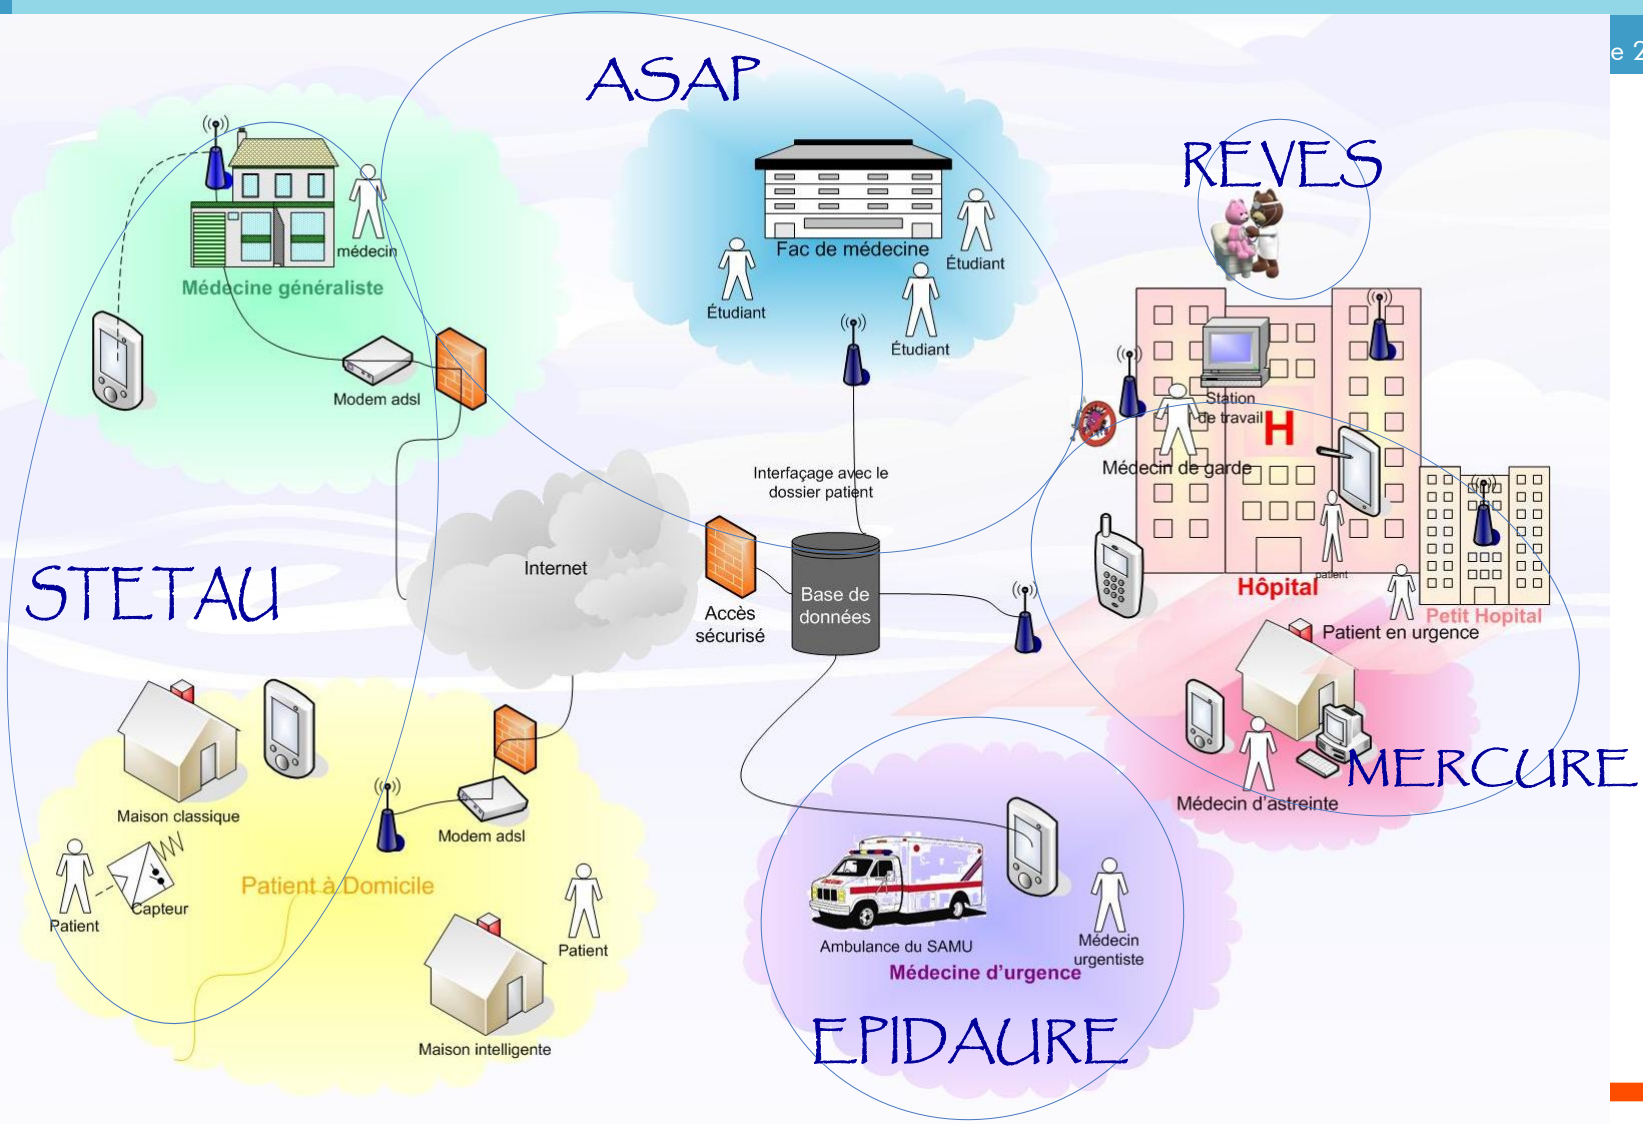 e 2
ASAP
REVES
médecin
Médecine généraliste
Modem adsl
Fac de médecine
Étudiant
Étudiant
Étudiant
Station
de travail
H
Médecin de garde
patient
Hôpital
Petit Hopital
Patient en urgence
Interfaçage avec le
dossier patient
Internet
Accès
sécurisé
Base de
données
STETAU
MERCURE
Médecin d'astreinte
Maison classique
Modem adsl
Patient à Domicile
Capteur
Patient
Patient
Maison intelligente
Ambulance du SAMU
Médecin
urgentiste
Médecine d'urgence
EPIDAURE